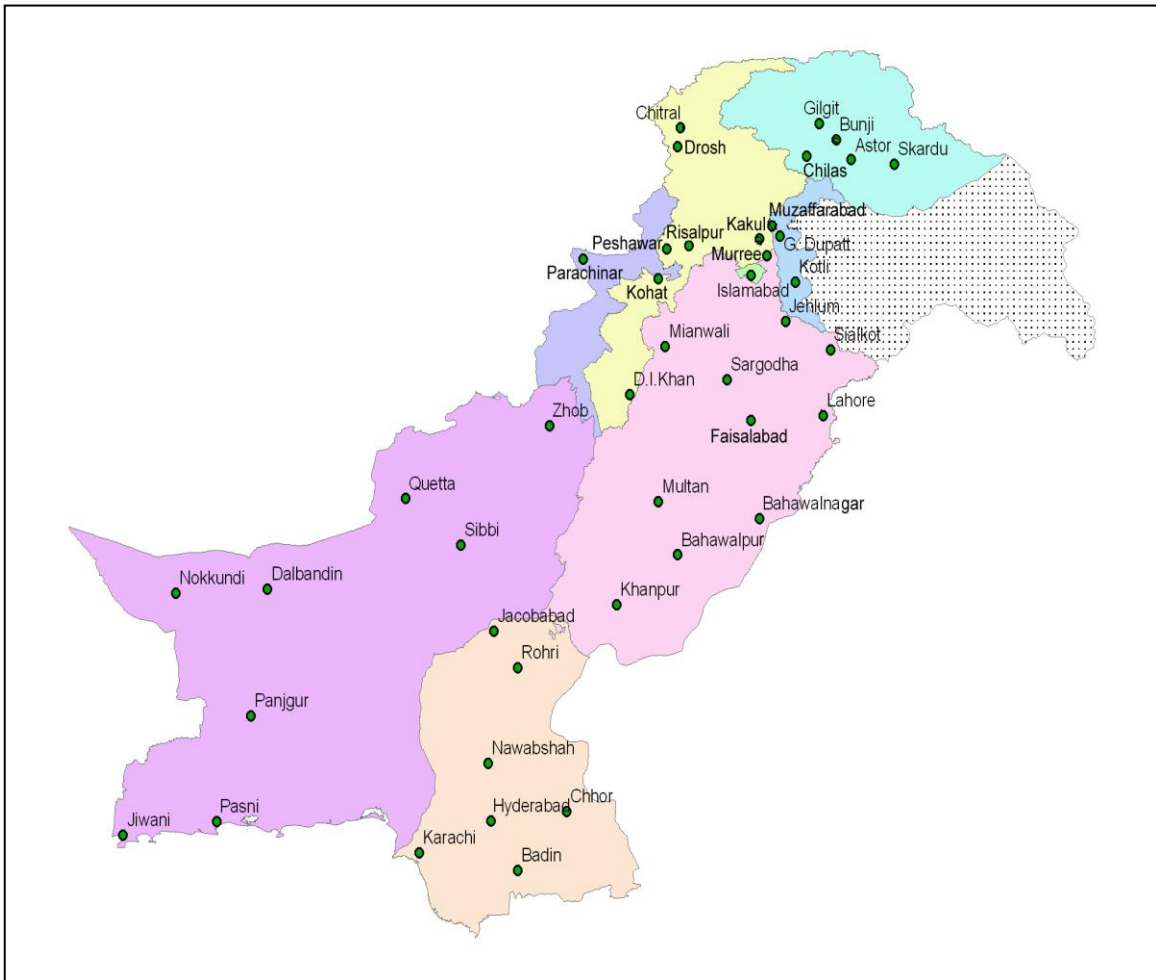 Gilgit
Chitral
Bunji
Drosh
Astor
Skardu
Chilas
Muzaffarabad
Kakul
Risalpur
Peshawar
G. Dupatt
Murree
Parachinar
Kotli
Kohat
Islamabad
Jehlum
Mianwali
Sialkot
Sargodha
D.I.Khan
Lahore
Zhob
Faisalabad
Quetta
Multan
Bahawalnagar
Sibbi
Bahawalpur
Nokkundi
Dalbandin
Khanpur
Jacobabad
Rohri
Panjgur
Nawabshah
Chhor
Hyderabad
Pasni
Jiwani
Karachi
Badin